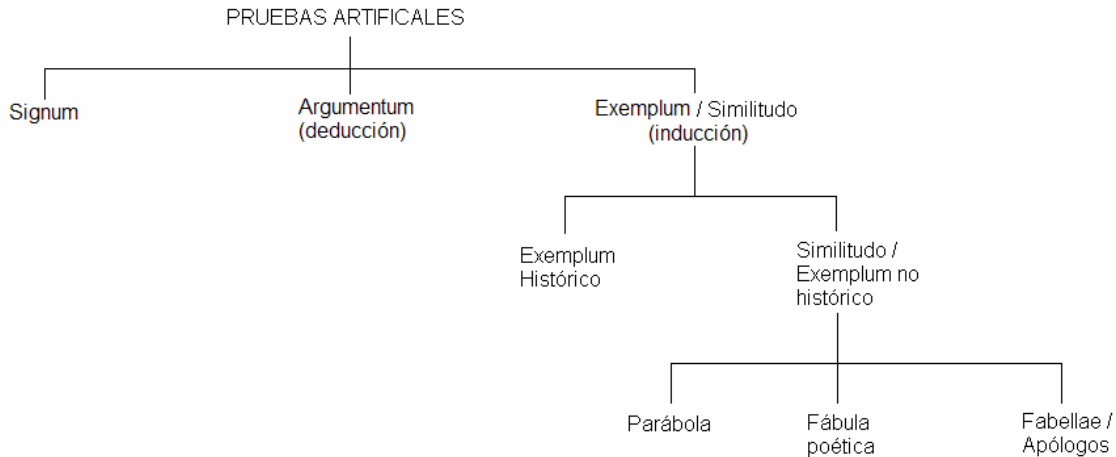 PRUEBAS ARTIFICALES
Signum
Argumentum
(deducción)
Exemplum / Similitudo
(inducción)
Exemplum
Histórico
Similitudo /
Exemplum no
histórico
Parábola
Fábula
poética
Fabellae /
Apólogos